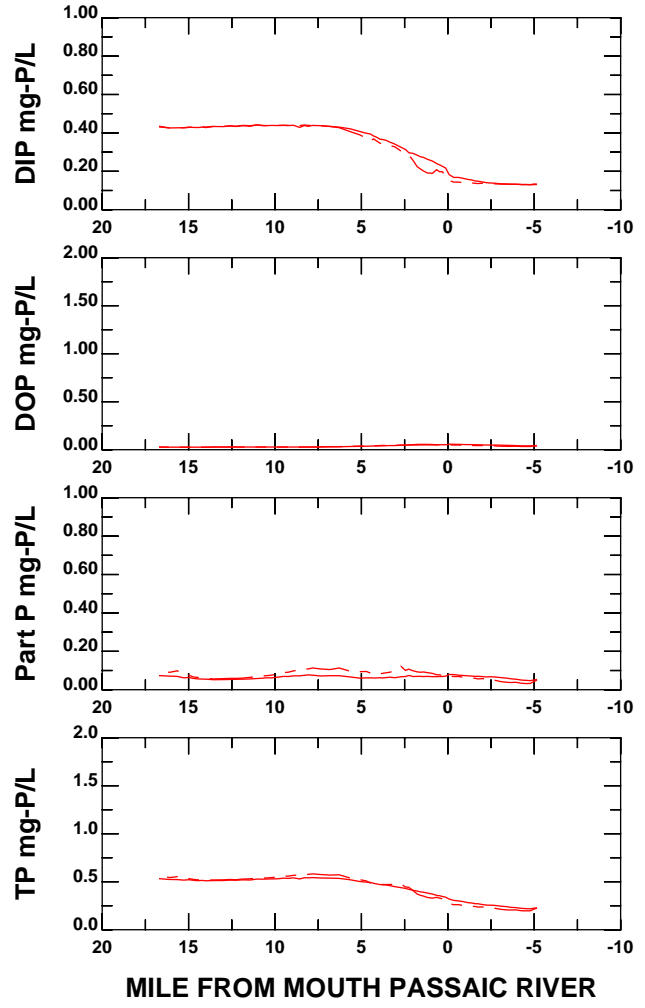 DIP mg-P/L
1.00
0.80
0.60
0.40
0.20
0.00
20 15 10 5 0 -5 -10
DOP mg-P/L
2.00
1.50
1.00
0.50
0.00
20 15 10 5 0 -5 -10
Part P mg-P/L
1.00
0.80
0.60
0.40
0.20
0.00
20 15 10 5 0 -5 -10
TP mg-P/L
2.0
1.5
1.0
0.5
0.0
20 15 10 5 0 -5 -10
MILE FROM MOUTH PASSAIC RIVER